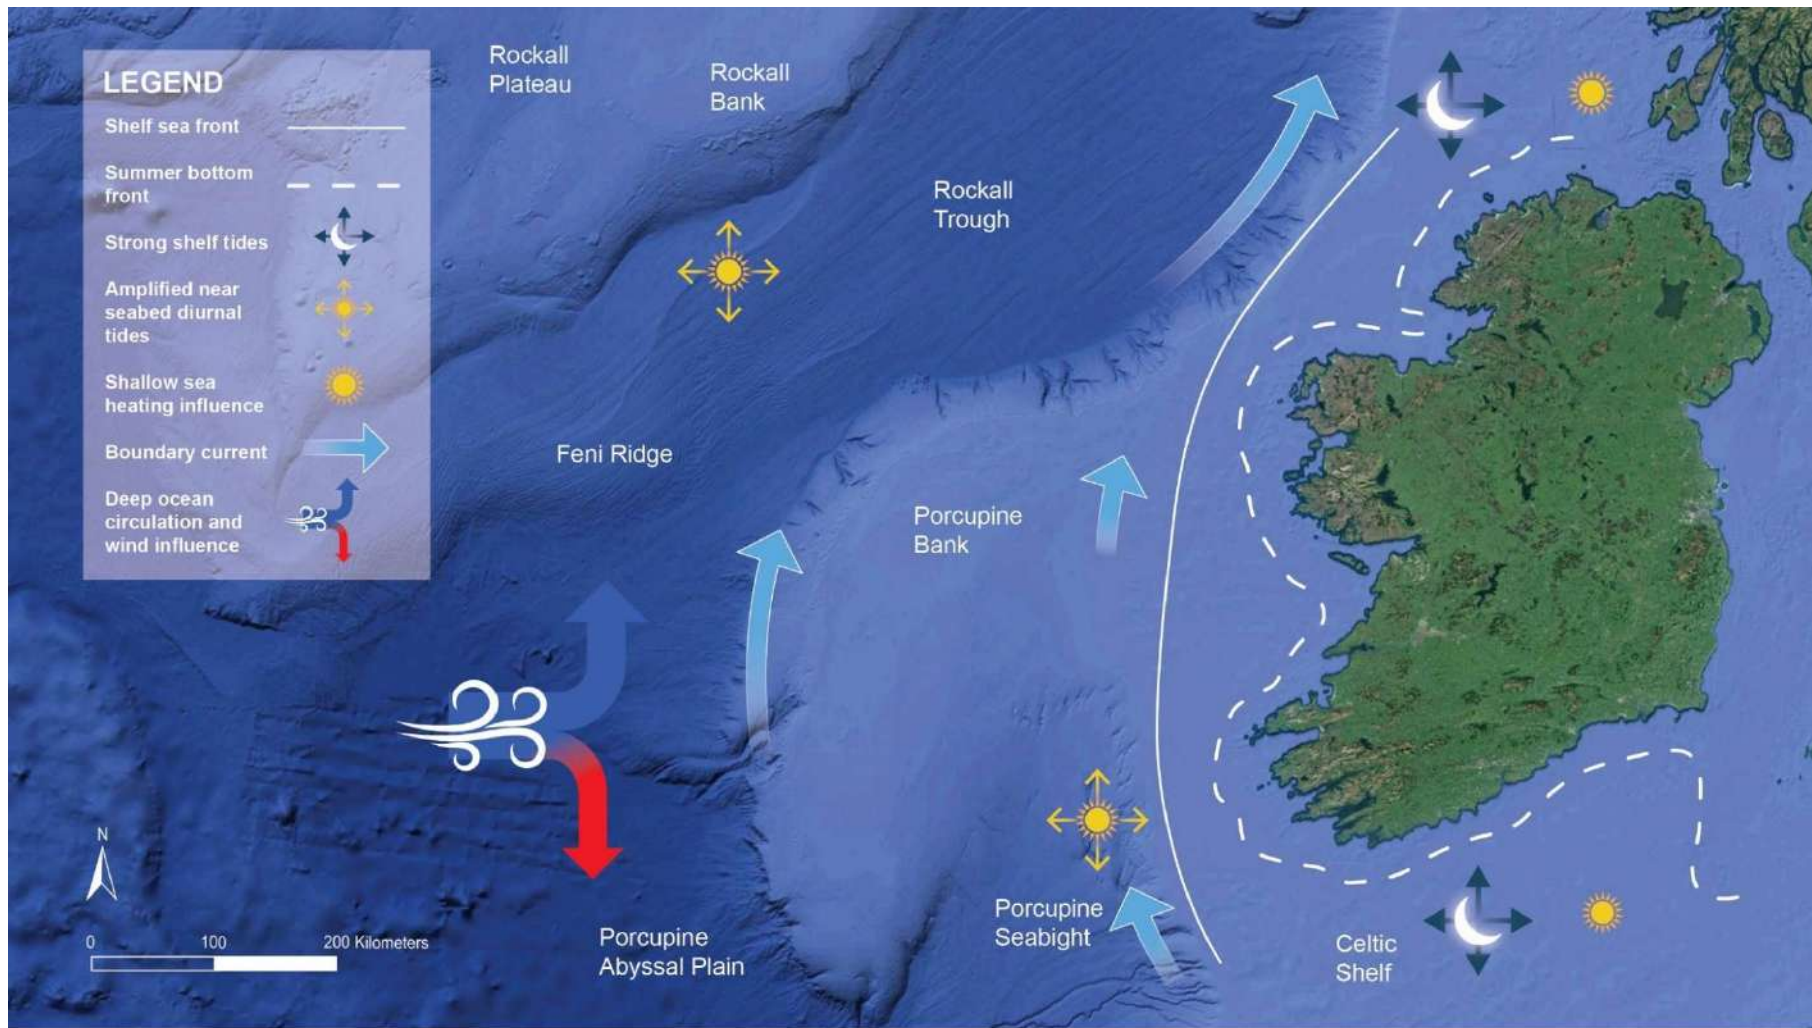 LEGEND
Shelf sea front
Summer bottom
front
Strong shelf tides
Amplified near
seabed diurnal
tides
Shallow sea
heating influence
Boundary current
Deep ocean
circulation and
wind influence
Rockall
Plateau
Rockall
Bank
Rockall
Trough
Feni Ridge
Porcupine
Bank
Porcupine
Seabight
Celtic
Shelf
Porcupine
Abyssal Plain
N
0 100 200 Kilometers